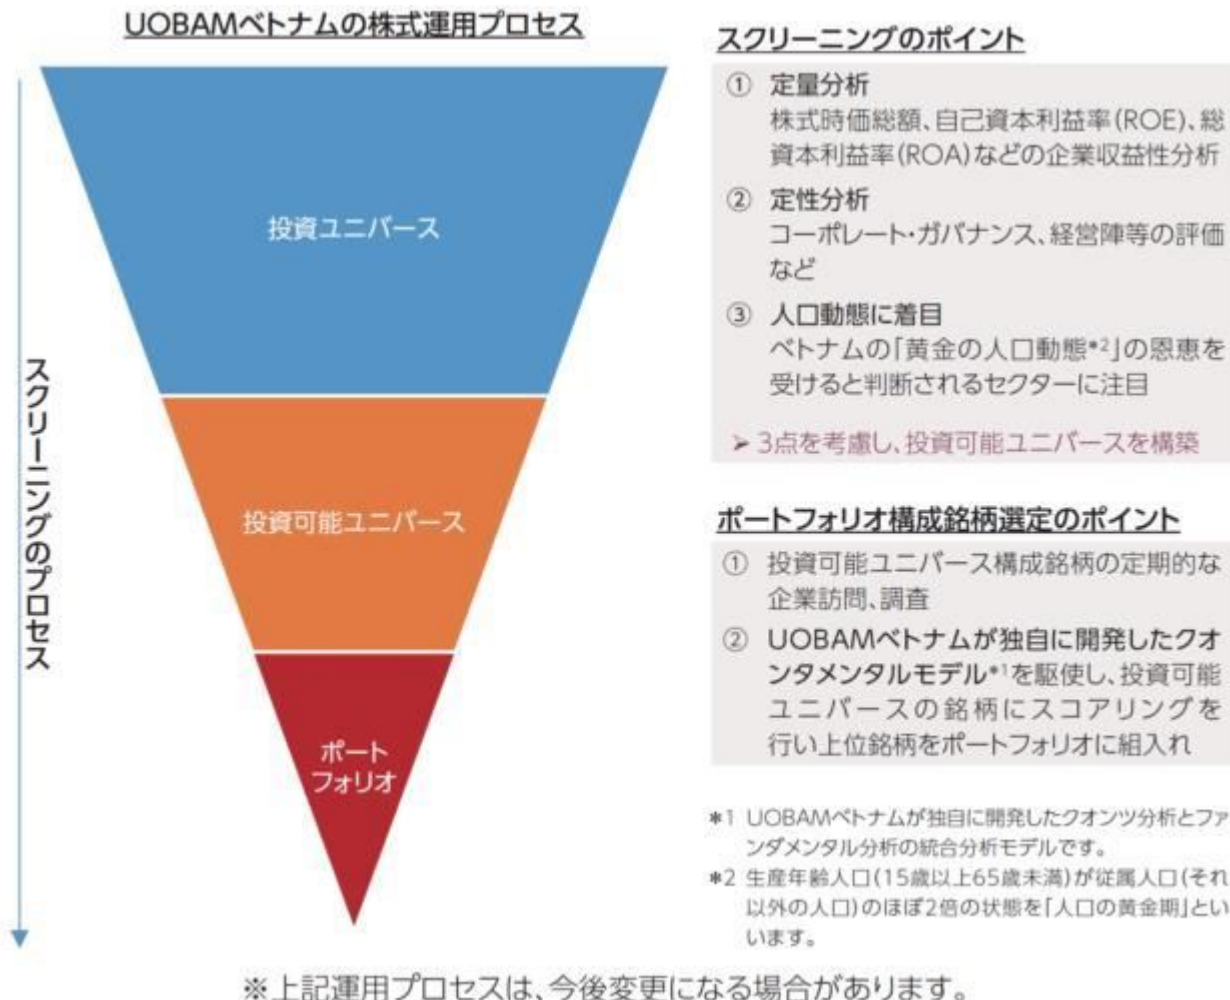 UOBAMベトナムの株式運用プロセス
スクリーニングのプロセス
投資ユニバース
投資可能ユニバース
ポート
フォリオ
スクリーニングのポイント
① 定量分析
株式時価総額、自己資本利益率(ROE)、総
資本利益率(ROA)などの企業収益性分析
② 定性分析
コーポレート・ガバナンス、経営陣等の評価
など
③ 人口動態に着目
ベトナムの「黄金の人口動態*2」の恩恵を
受けると判断されるセクターに注目
➢ 3点を考慮し、投資可能ユニバースを構築
ポートフォリオ構成銘柄選定のポイント
① 投資可能ユニバース構成銘柄の定期的な
企業訪問、調査
② UOBAMベトナムが独自に開発したクオ
ンタメンタルモデル*1を駆使し、投資可能
ユニバースの銘柄にスコアリングを
行い上位銘柄をポートフォリオに組入れ
*1 UOBAMベトナムが独自に開発したクオンツ分析とファ
ンダメンタル分析の統合分析モデルです。
*2 生産年齢人口(15歳以上65歳未満)が従属人口(それ
以外の人口)のほぼ2倍の状態を「人口の黄金期」とい
います。
※上記運用プロセスは、今後変更になる場合があります。